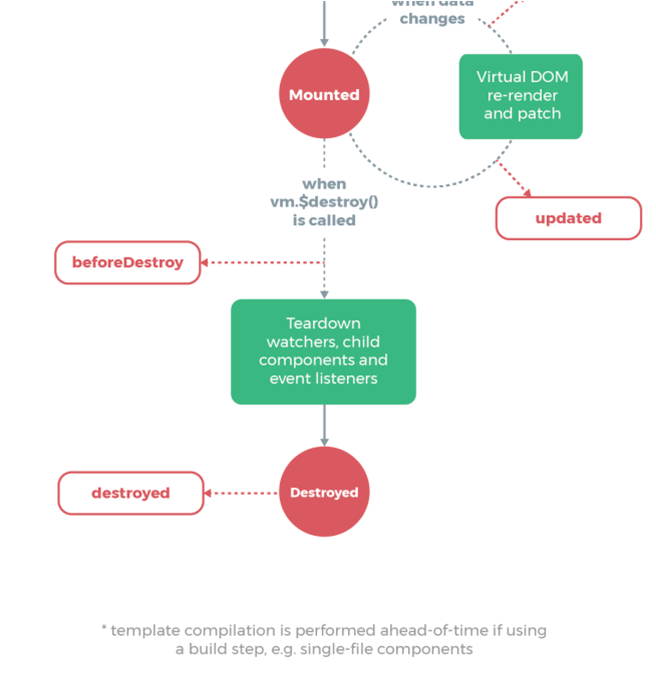 when data
changes
Mounted
Virtual DOM
re-render
and patch
when
vm.$destroy()
is called
updated
beforeDestroy
Teardown
watchers, child
components and
event listeners
destroyed
Destroyed
* template compilation is performed ahead-of-time if using
a build step, e.g. single-file components